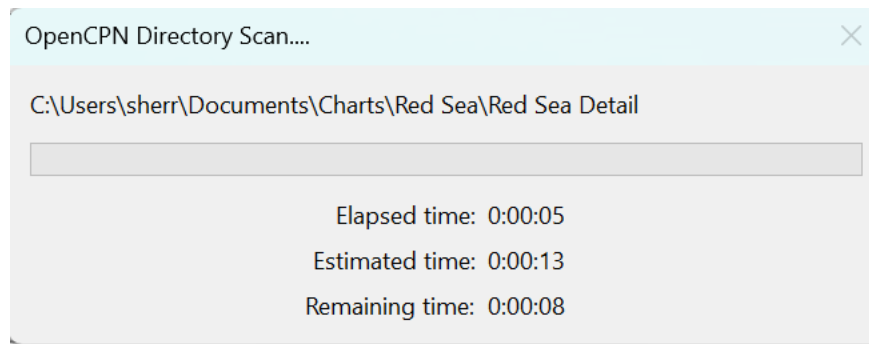 OpenCPN Directory Scan....
C:\Users\sherr\Documents\Charts\Red Sea\Red Sea Detail
Elapsed time: 0:00:05
Estimated time: 0:00:13
Remaining time: 0:00:08